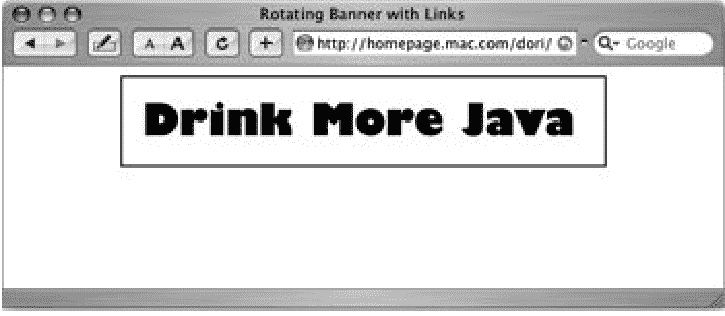 Rotating Banner with Links
A A http://homepage.mac.com/dori/ Google
Drink More Java